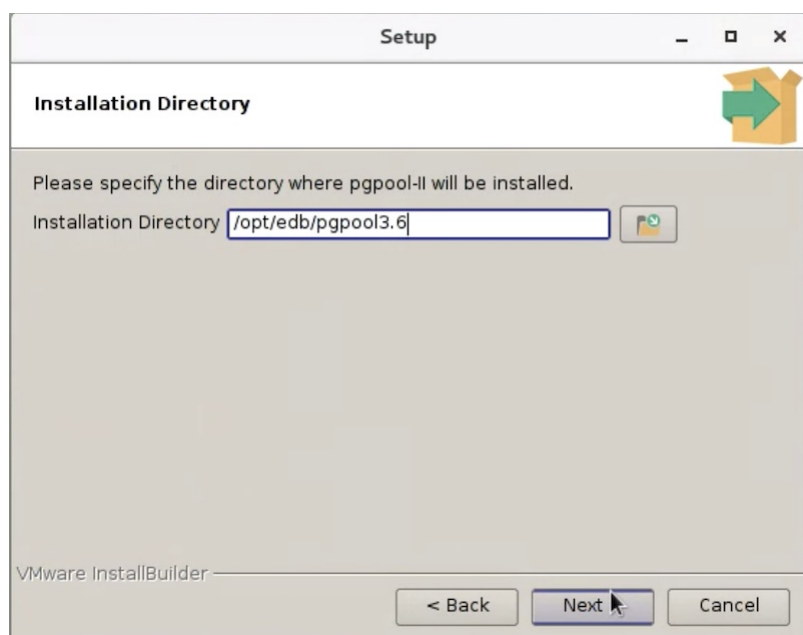 Setup
Installation Directory
Please specify the directory where pgpool-II will be installed.
Installation Directory /opt/edb/pgpool3.6
VMware InstallBuilder
< Back Next Cancel